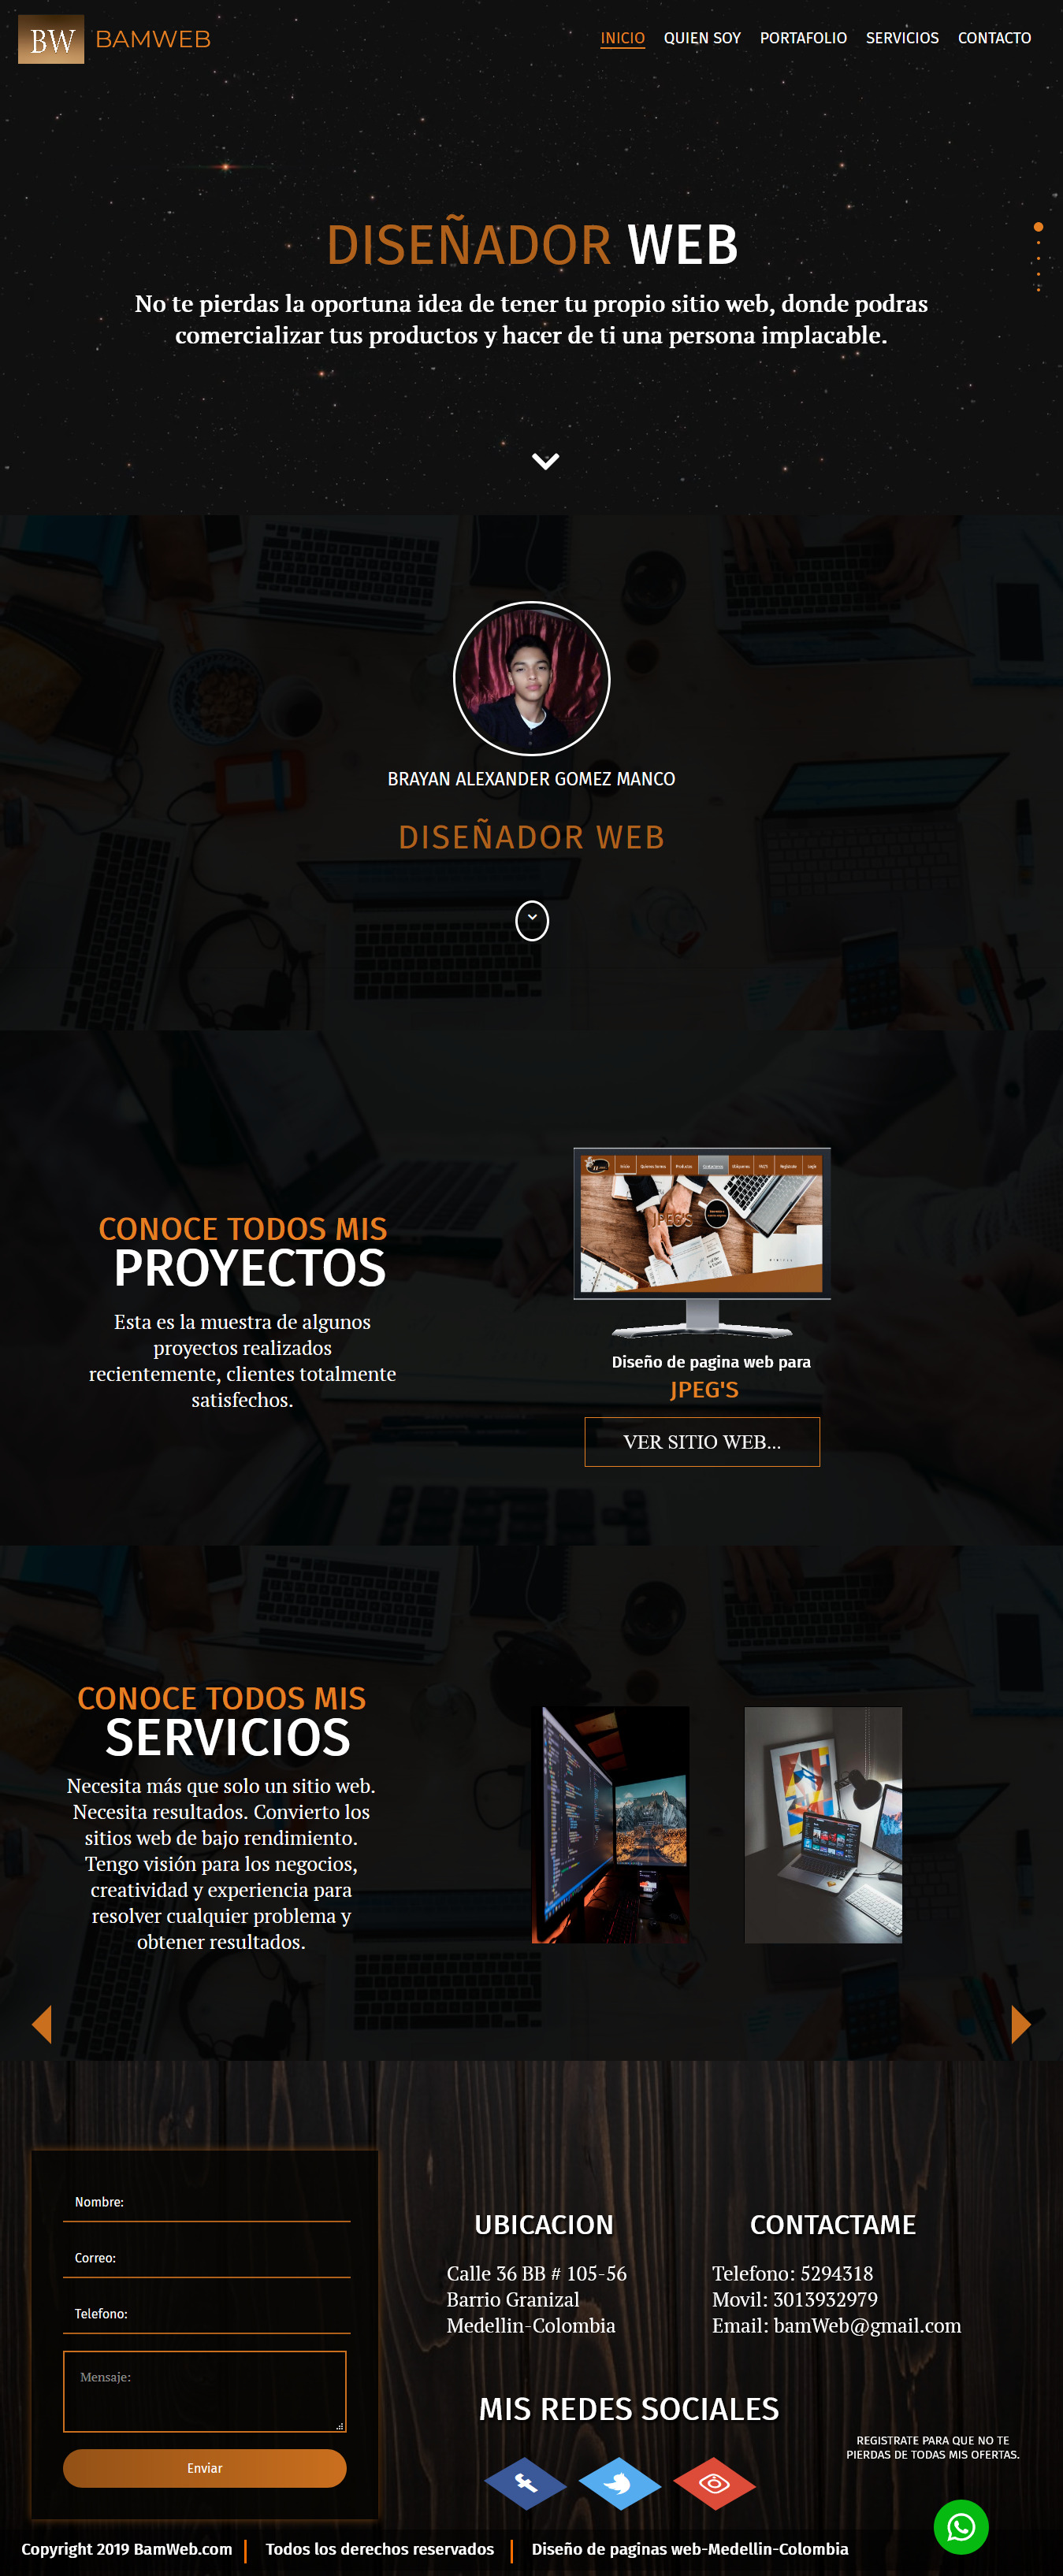 BW BAMWEB
INICIO QUIEN SOY PORTAFOLIO SERVICIOS CONTACTO
DISEÑADOR WEB
No te pierdas la oportuna idea de tener tu propio sitio web, donde podras
comercializar tus productos y hacer de ti una persona implacable.
BRAYAN ALEXANDER GOMEZ MANCO
DISEÑADOR WEB
CONOCE TODOS MIS
PROYECTOS
Esta es la muestra de algunos
proyectos realizados
recientemente, clientes totalmente
satisfechos.
Inicio Quienes Somos Productos
JPEG'S
Diseño de pagina web para
JPEG'S
VER SITIO WEB...
CONOCE TODOS MIS
SERVICIOS
Necesita más que solo un sitio web.
Necesita resultados. Convierto los
sitios web de bajo rendimiento.
Tengo visión para los negocios,
creatividad y experiencia para
resolver cualquier problema y
obtener resultados.
Nombre:
Correo:
Telefono:
Mensaje:
Enviar
UBICACION
Calle 36 BB # 105-56
Barrio Granizal
Medellin-Colombia
CONTACTAME
Telefono: 5294318
Movil: 3013932979
Email: bamWeb@gmail.com
MIS REDES SOCIALES
REGISTRATE PARA QUE NO TE
PIERDAS DE TODAS MIS OFERTAS.
Copyright 2019 BamWeb.com | Todos los derechos reservados | Diseño de paginas web-Medellin-Colombia